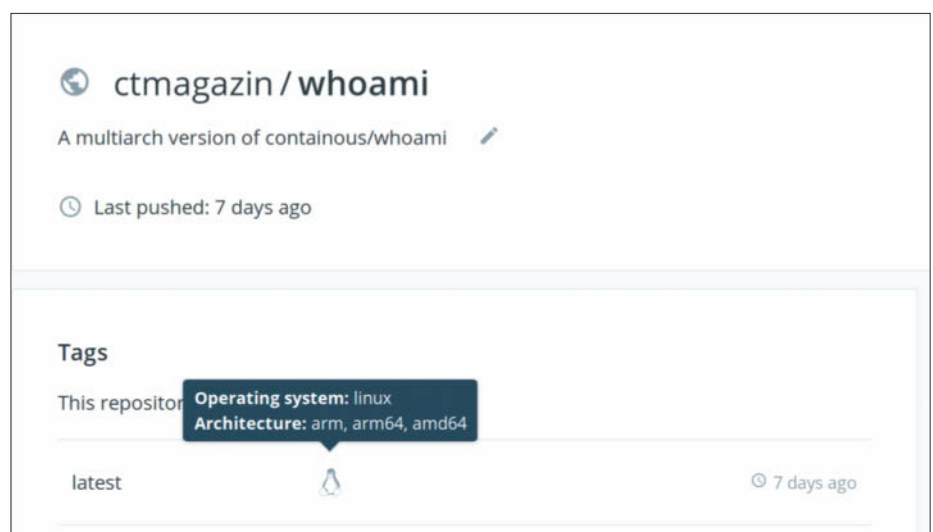 ctmagazin / whoami
A multiarch version of containous/whoami
Last pushed: 7 days ago
Tags
This repositor
Operating system: linux
Architecture: arm, arm64, amd64
latest 7 days ago